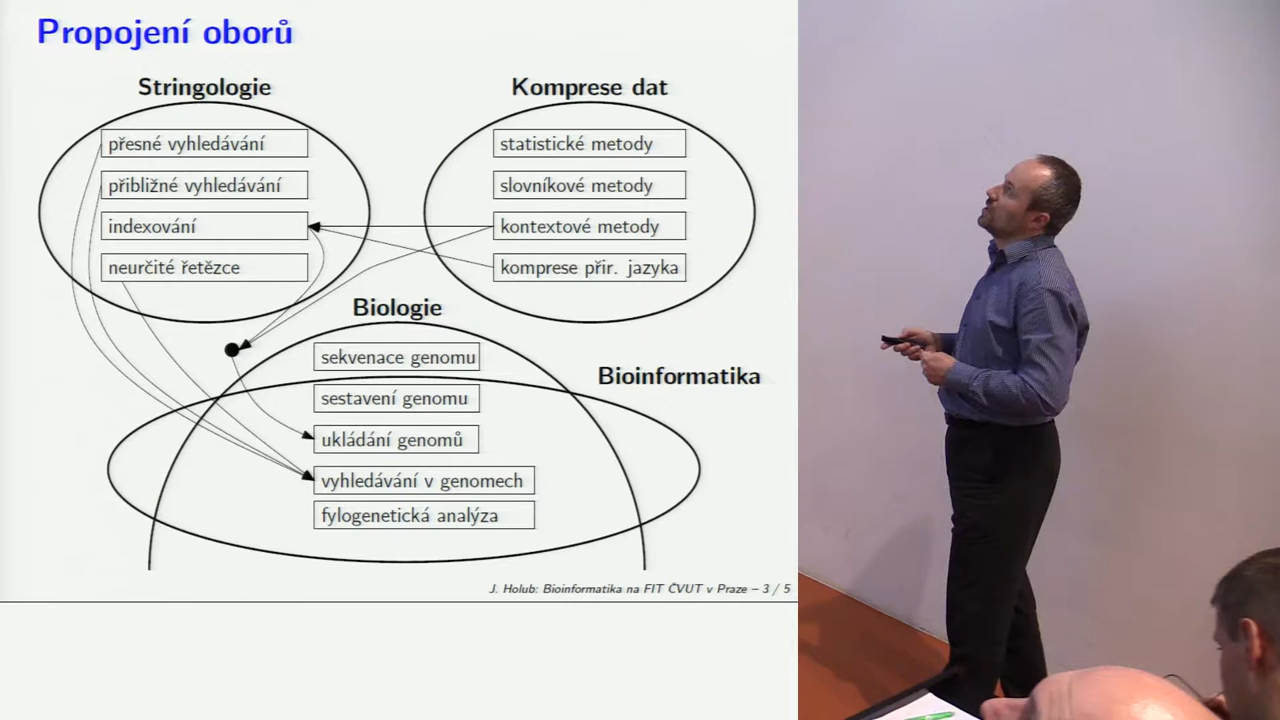 Propojení oborů
Stringologie
přesné vyhledávání
přibližné vyhledávání
indexování
neurčité řetězce
Komprese dat
statistické metody
slovníkové metody
kontextové metody
komprese přir. jazyka
Biologie
sekvenace genomu
Bioinformatika
sestavení genomu
ukládání genomů
vyhledávání v genomech
fylogenetická analýza
J. Holub: Bioinformatika na FIT ČVUT v Praze – 3 / 5